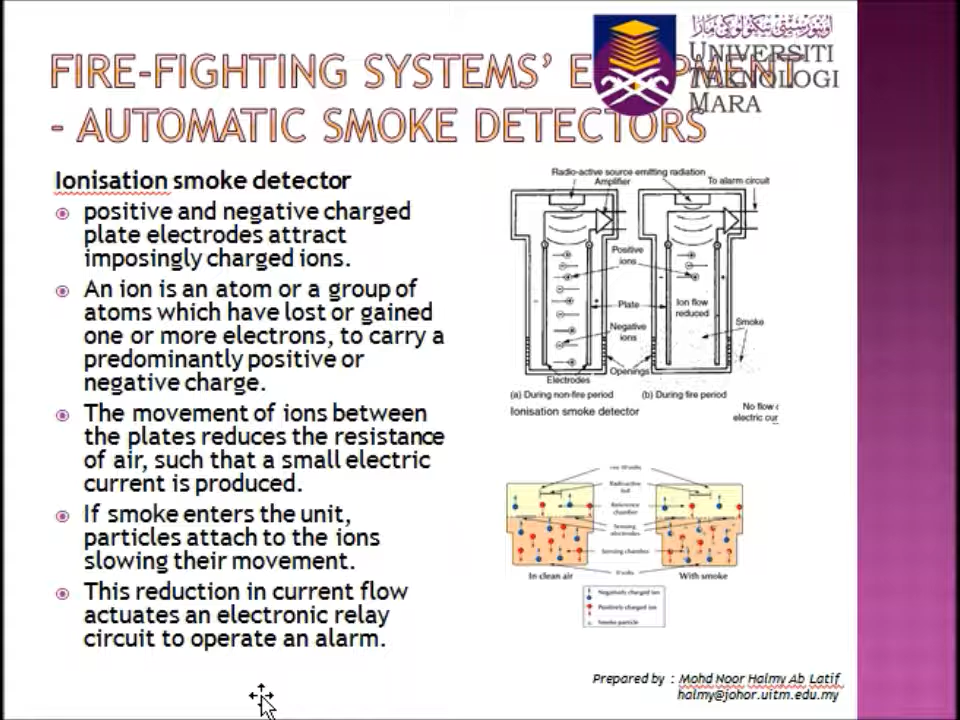 FIRE-FIGHTING SYSTEMS’ E
- AUTOMATIC SMOKE DETECTORS
UNIVERSITI
TEKNOLOGI
MARA
Ionisation smoke detector
positive and negative charged
plate electrodes attract
imposingly charged ions.
An ion is an atom or a group of
atoms which have lost or gained
one or more electrons, to carry a
predominantly positive or
negative charge.
The movement of ions between
the plates reduces the resistance
of air, such that a small electric
current is produced.
If smoke enters the unit,
particles attach to the ions
slowing their movement.
This reduction in current flow
actuates an electronic relay
circuit to operate an alarm.
Radio-active source emitting radiation
Amplifier
To alarm circuit
Positive
ions
Plate
Ion flow
reduced
Negative
ions
Smoke
Openings
Electrodes
(a) During non-fire period
(b) During fire period
Ionisation smoke detector
No flow
electric cur
Radioactive
foil
Reference
chamber
Sensing
electrodes
Sensing chamber
0 volts
In clean air
With smoke
Negatively charged ion
Positively charged ion
Smoke particle
Prepared by : Mohd Noor Halmy Ab Latif
halmy@johor.uitm.edu.my